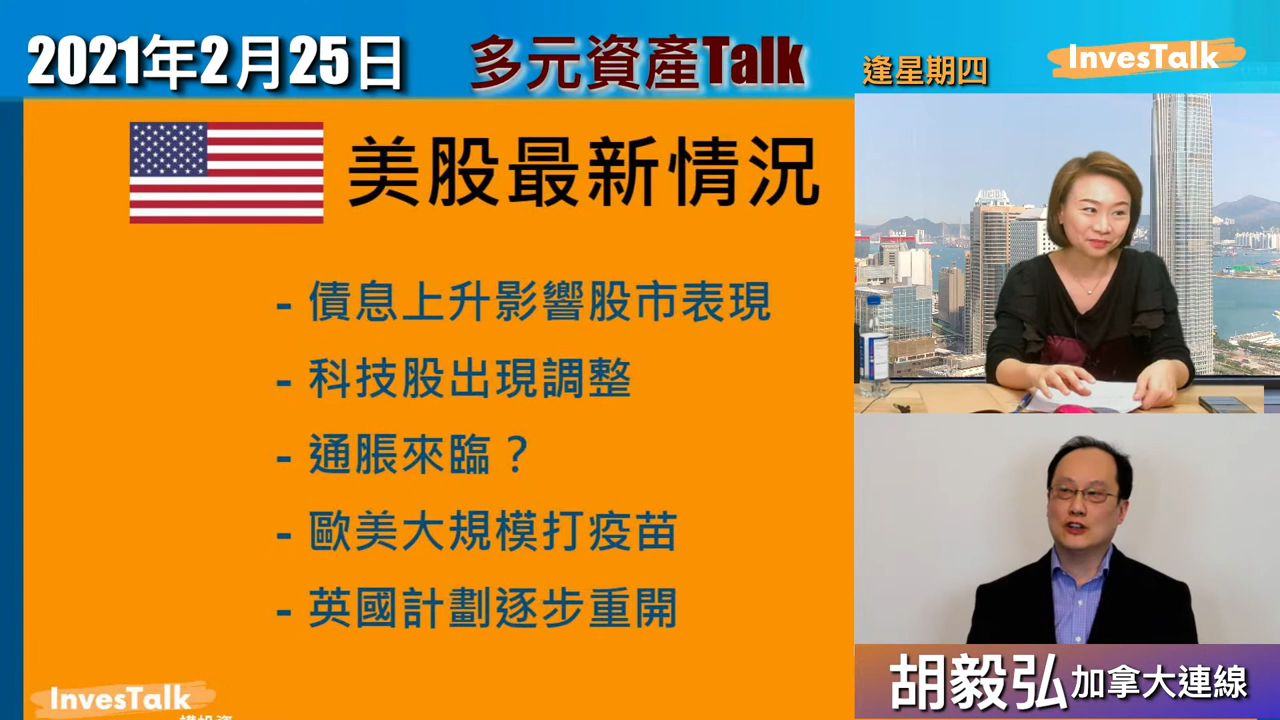 2021年2月25日
多元資產Talk
逢星期四
InvesTalk
美股最新情況
- 債息上升影響股市表現
- 科技股出現調整
- 通脹來臨？
- 歐美大規模打疫苗
- 英國計劃逐步重開
InvesTalk
胡毅弘加拿大連線